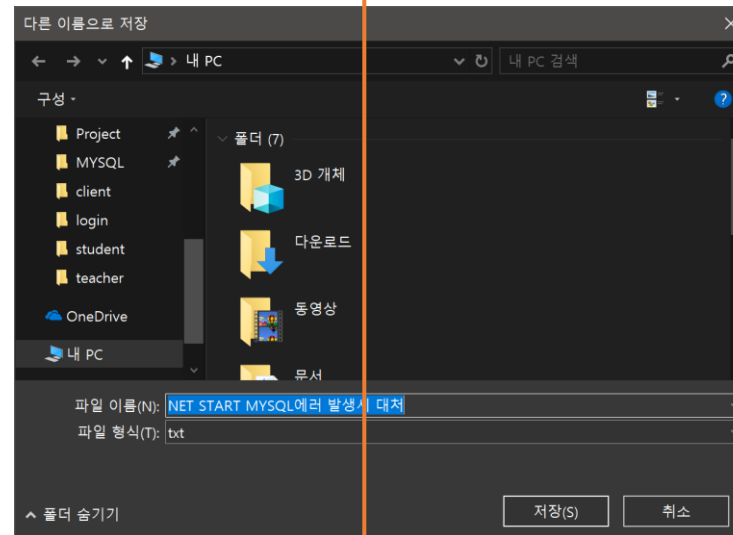 다른 이름으로 저장
내 PC
내 PC 검색
구성
Project
MYSQL
client
login
student
teacher
OneDrive
내 PC
폴더 (7)
3D 개체
다운로드
동영상
문서
파일 이름(N): NET START MYSQL에러 발생시 대처
파일 형식(T): txt
폴더 숨기기
저장(S)
취소